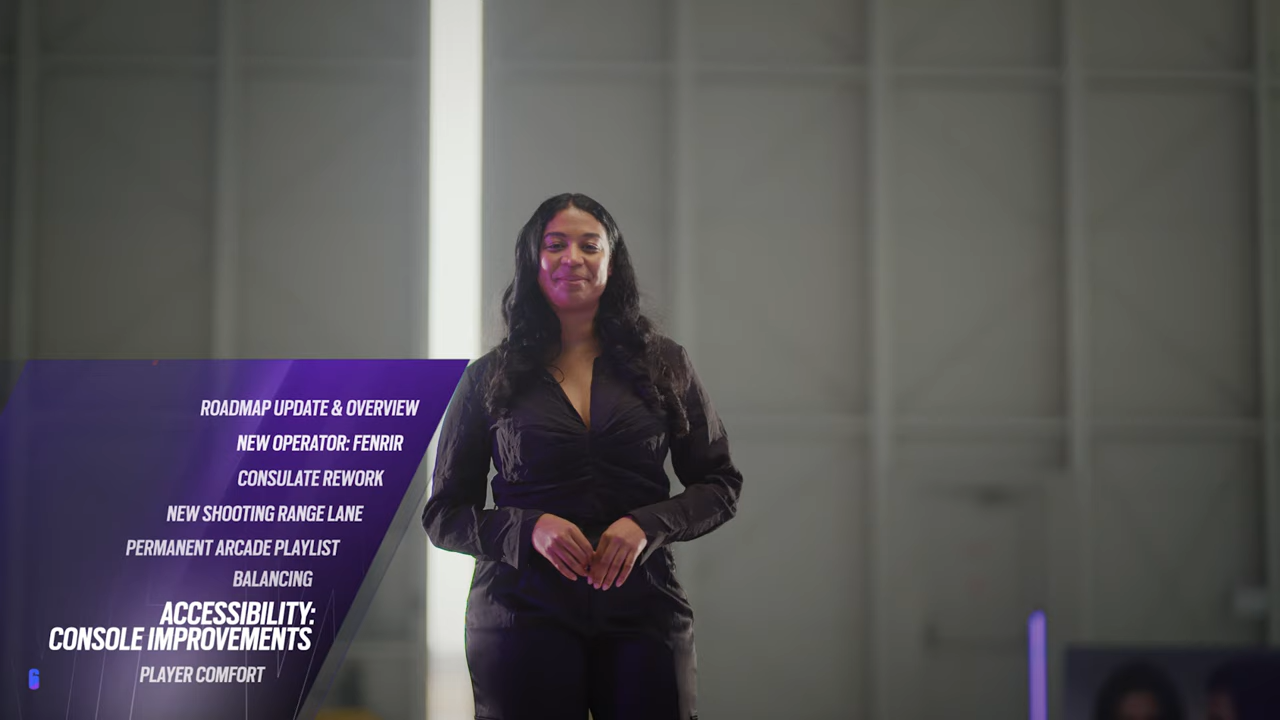 ROADMAP UPDATE & OVERVIEW
NEW OPERATOR: FENRIR
CONSULATE REWORK
NEW SHOOTING RANGE LANE
PERMANENT ARCADE PLAYLIST
BALANCING
ACCESSIBILITY:
CONSOLE IMPROVEMENTS
PLAYER COMFORT
6